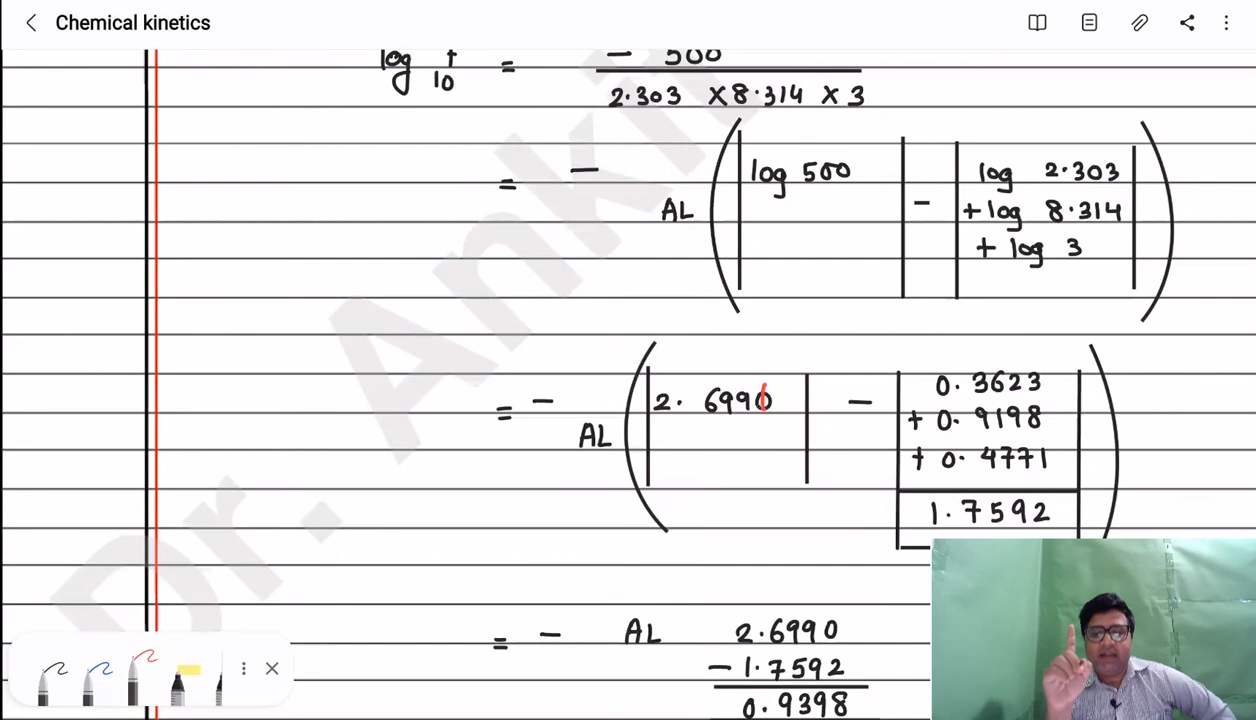 Chemical kinetics
log 1/10 = - 500 / 2.303 × 8.314 × 3
= - AL ( | log 500 | - | log 2.303 + log 8.314 + log 3 | )
= - AL ( | 2.6990 | - | 0.3623 + 0.9198 + 0.4771 | 1.7592 | )
= - AL 2.6990
- 1.7592
0.9398
Dr. Anki